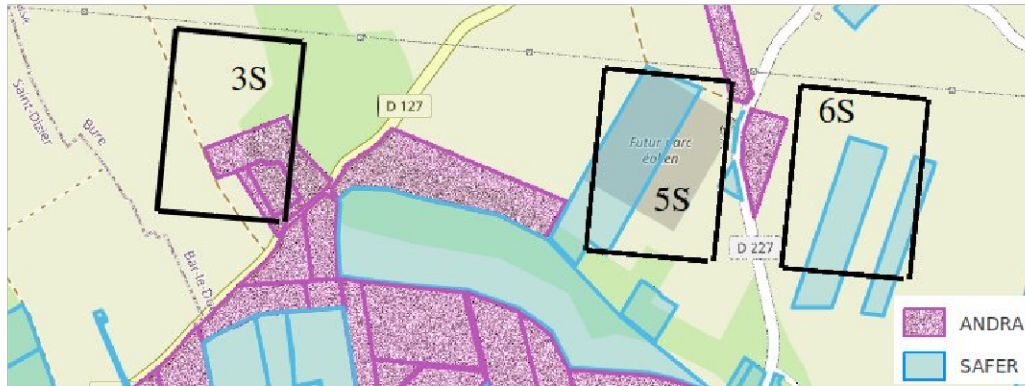 3S
6S
D 127
Saint-Dizier
Bure
Futur parc
éolien
5S
D 227
Bar-le-Duc
ANDRA
SAFER